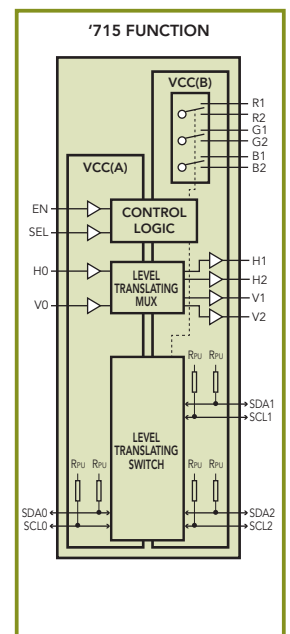 '715 FUNCTION
VCC(B)
R1
R2
G1
G2
B1
B2
VCC(A)
EN
SEL
CONTROL
LOGIC
H0
V0
LEVEL
TRANSLATING
MUX
H1
H2
V1
V2
RPU RPU
SDA1
SCL1
LEVEL
TRANSLATING
SWITCH
RPU RPU
RPU RPU
SDA0
SCL0
SDA2
SCL2